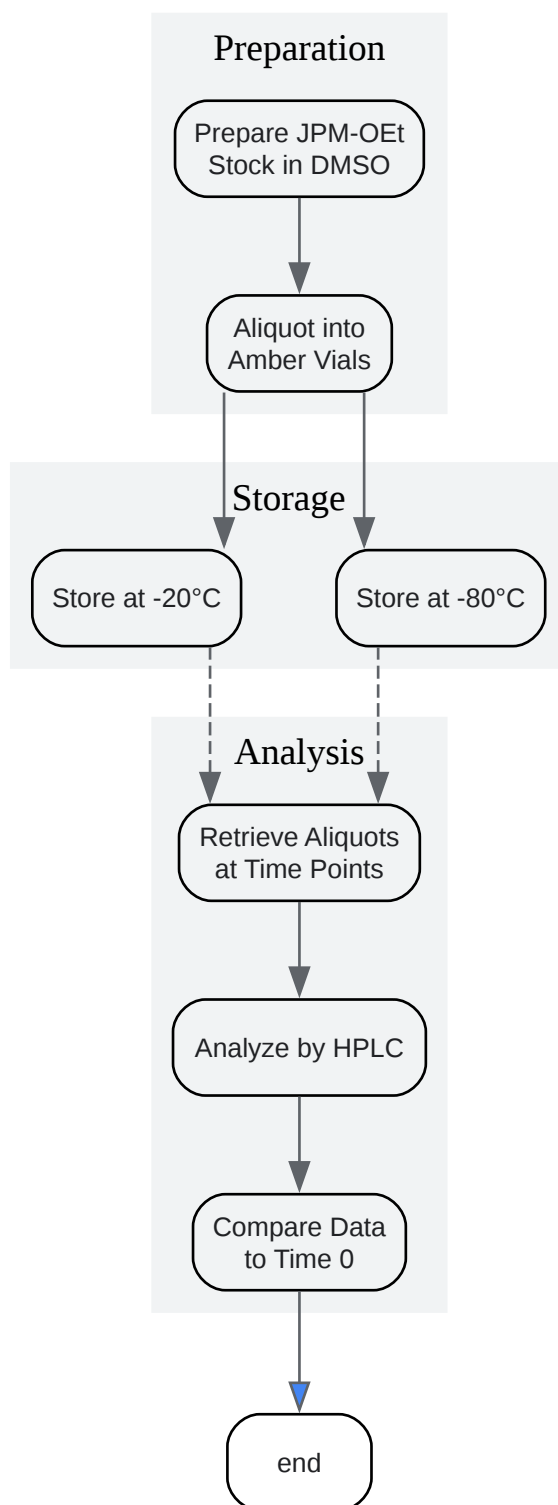 Preparation
Prepare JPM-OEt
Stock in DMSO
Aliquot into
Amber Vials
Storage
Store at -20°C
Store at -80°C
Analysis
Retrieve Aliquots
at Time Points
Analyze by HPLC
Compare Data
to Time 0
end